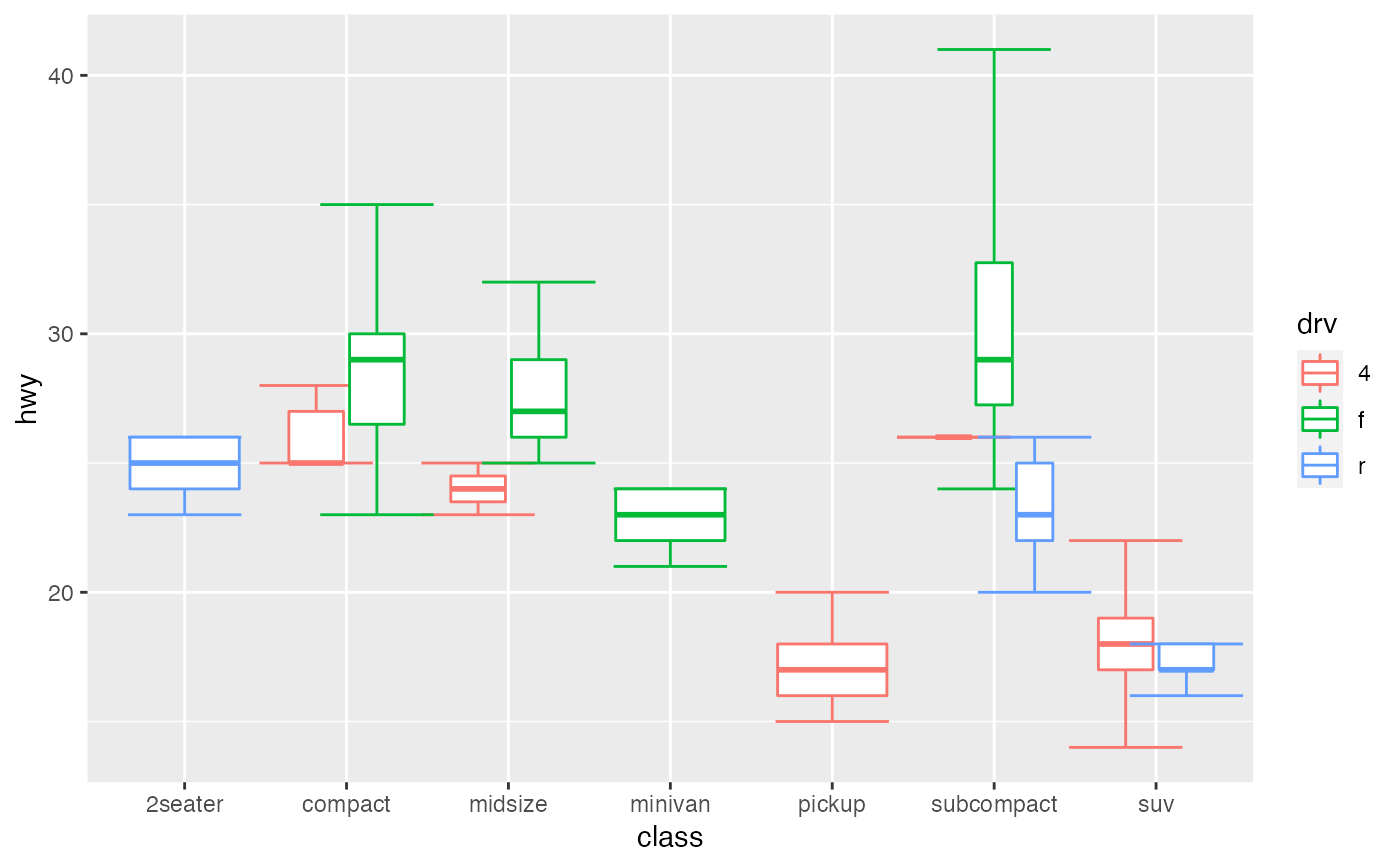 40
30
20
hwy
2seater compact midsize minivan pickup subcompact suv
class
drv
4
f
r